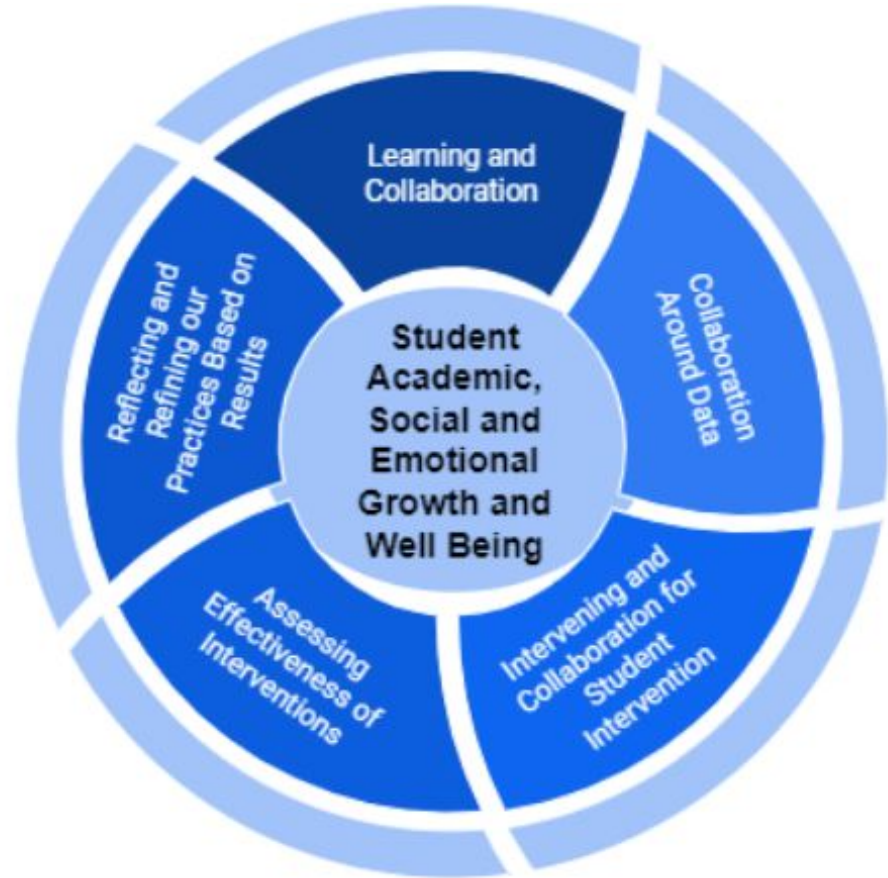 Learning and
Collaboration
Collaboration
Around Data
Intervening and
Collaboration for
Student
Intervention
Assessing
Effectiveness of
Interventions
Reflecting and
Refining our
Practices Based on
Results
Student
Academic,
Social and
Emotional
Growth and
Well Being